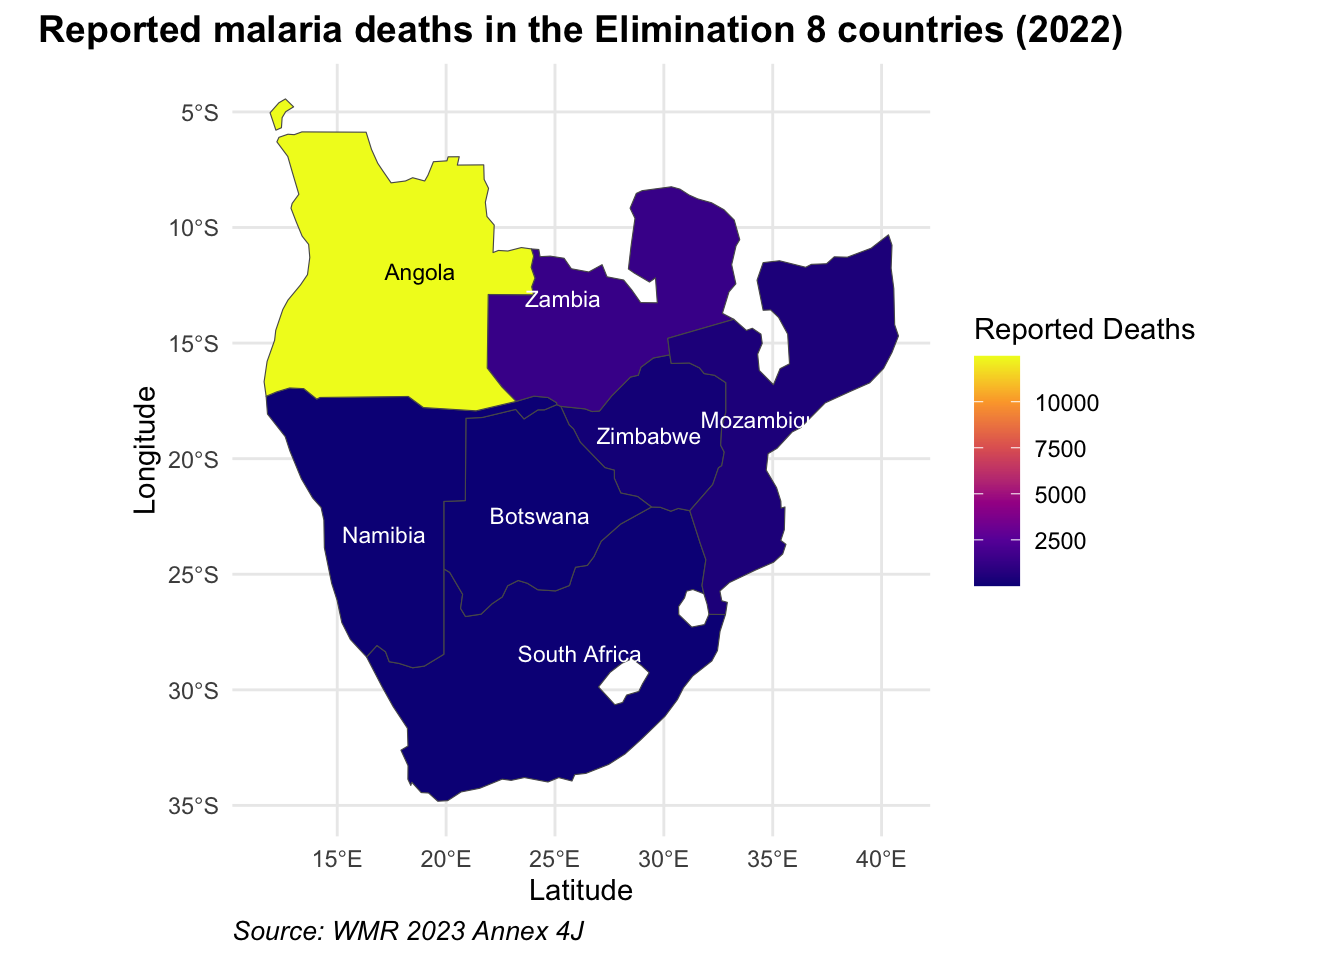 Reported malaria deaths in the Elimination 8 countries (2022)
5°S
10°S
15°S
20°S
25°S
30°S
35°S
Longitude
Angola
Zambia
Mozambiqu
Zimbabwe
Botswana
Namibia
South Africa
Reported Deaths
10000
7500
5000
2500
15°E
20°E
25°E
30°E
35°E
40°E
Latitude
Source: WMR 2023 Annex 4J